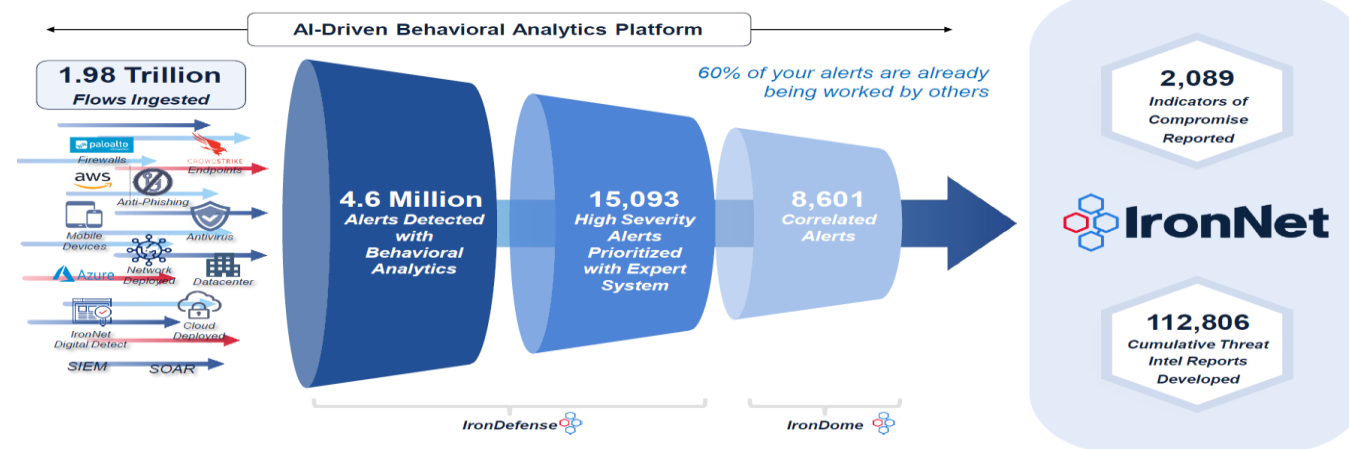 AI-Driven Behavioral Analytics Platform
1.98 Trillion
Flows Ingested
paloalto
Firewalls
CROWDSTRIKE
Endpoints
aws
Anti-Phishing
Mobile
Devices
Antivirus
Azure
Network
Deployed
Datacenter
IronNet
Digital Detect
Cloud
Deployed
SIEM
SOAR
4.6 Million
Alerts Detected
with
Behavioral
Analytics
15,093
High Severity
Alerts
Prioritized
with Expert
System
60% of your alerts are already
being worked by others
8,601
Correlated
Alerts
IronDefense
IronDome
2,089
Indicators of
Compromise
Reported
IronNet
112,806
Cumulative Threat
Intel Reports
Developed